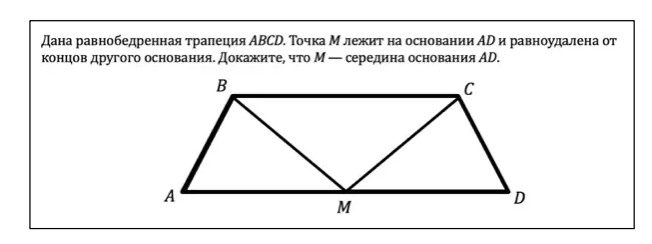 Дана равнобедренная трапеция ABCD. Точка M лежит на основании AD и равноудалена от
концов другого основания. Докажите, что M — середина основания AD.
B
C
A
M
D